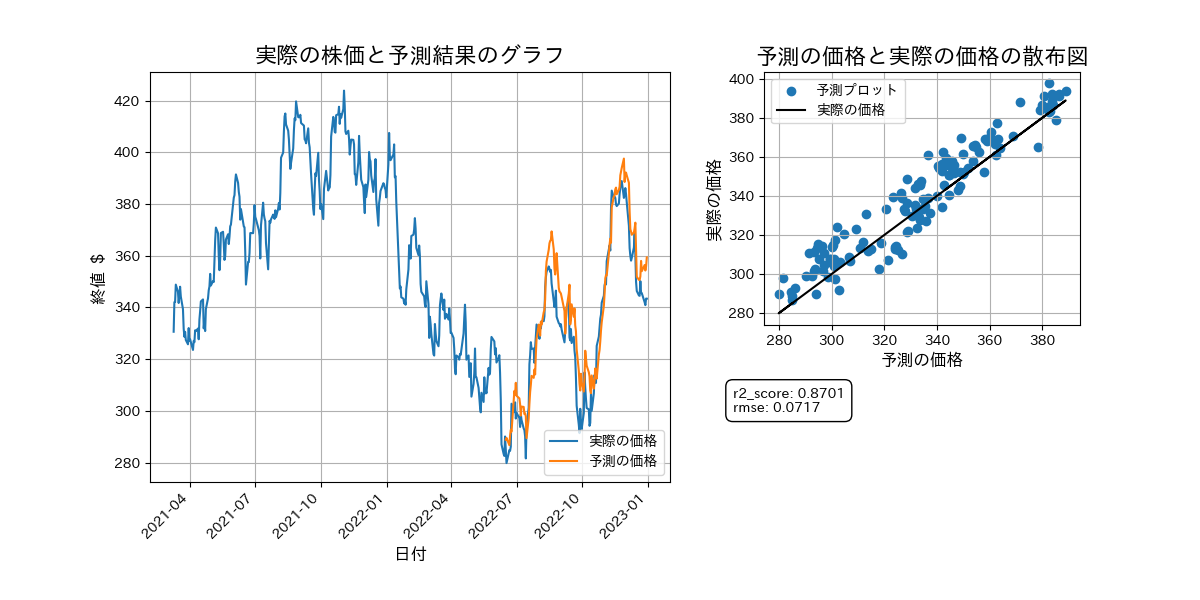 実際の株価と予測結果のグラフ
終値 $
420
400
380
360
340
320
300
280
実際の価格
予測の価格
2021-04
2021-07
2021-10
2022-01
2022-04
2022-07
2022-10
2023-01
日付
予測の価格と実際の価格の散布図
実際の価格
400
380
360
340
320
300
280
予測プロット
実際の価格
280
300
320
340
360
380
予測の価格
r2_score: 0.8701
rmse: 0.0717